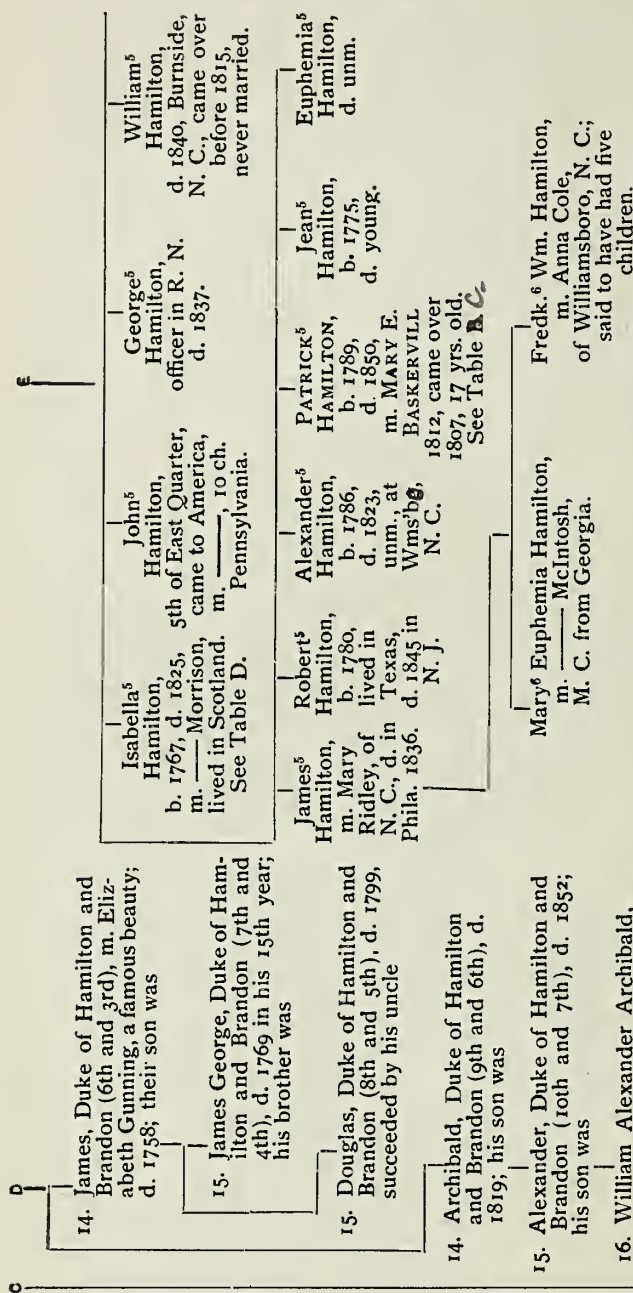 C
D
14. James, Duke of Hamilton and
Brandon (6th and 3rd), m. Eliz-
abeth Gunning, a famous beauty;
d. 1758; their son was
15. James George, Duke of Ham-
ilton and Brandon (7th and
4th), d. 1769 in his 15th year;
his brother was
15. Douglas, Duke of Hamilton and
Brandon (8th and 5th), d. 1799,
succeeded by his uncle
14. Archibald, Duke of Hamilton
and Brandon (9th and 6th), d.
1819; his son was
15. Alexander, Duke of Hamilton and
Brandon (10th and 7th), d. 1852;
his son was
16. William Alexander Archibald,
E
Isabella⁵
Hamilton,
b. 1767, d. 1825,
m. —— Morrison,
lived in Scotland.
See Table D.
John⁵
Hamilton,
5th of East Quarter,
came to America,
m. ——, 10 ch.
Pennsylvania.
George⁵
Hamilton,
officer in R. N.
d. 1837.
William⁵
Hamilton,
d. 1840, Burnside,
N. C., came over
before 1815,
never married.
James⁵
Hamilton,
m. Mary
Ridley, of
N. C., d. in
Phila. 1836.
Robert⁵
Hamilton,
b. 1780,
lived in
Texas,
d. 1845 in
N. J.
Alexander⁵
Hamilton,
b. 1786,
d. 1823,
unm., at
Wms'bo,
N. C.
PATRICK⁵
HAMILTON,
b. 1789,
d. 1850,
m. MARY E.
BASKERVILL
1812, came over
1807, 17 yrs. old.
See Table C.
Jean⁵
Hamilton,
b. 1775,
d. young.
Euphemia⁵
Hamilton,
d. unm.
Mary⁶ Euphemia Hamilton,
m. —— McIntosh,
M. C. from Georgia.
Fredk.⁶ Wm. Hamilton,
m. Anna Cole,
of Williamsboro, N. C.;
said to have had five
children.